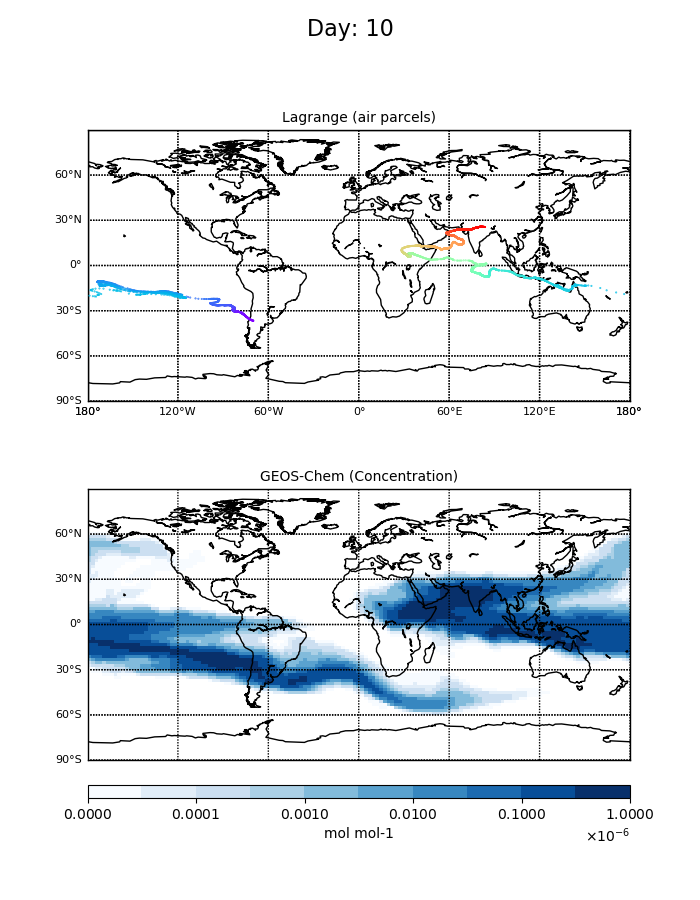 Day: 10
Lagrange (air parcels)
60°N
30°N
0°
30°S
60°S
90°S
180° 120°W 60°W 0° 60°E 120°E 180°
GEOS-Chem (Concentration)
60°N
30°N
0°
30°S
60°S
90°S
0.0000 0.0001 0.0010 0.0100 0.1000 1.0000
mol mol-1 ×10⁻⁶